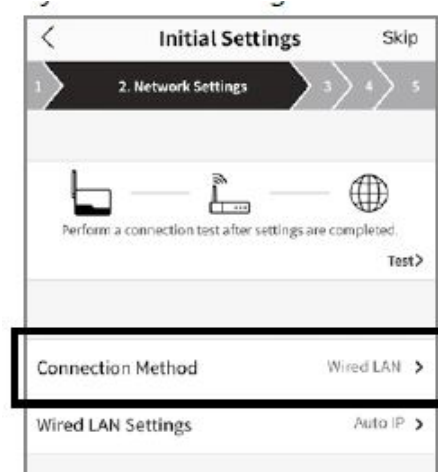 Initial Settings Skip
1 2. Network Settings 3 4 5
Perform a connection test after settings are completed.
Test>
Connection Method Wired LAN >
Wired LAN Settings Auto IP >